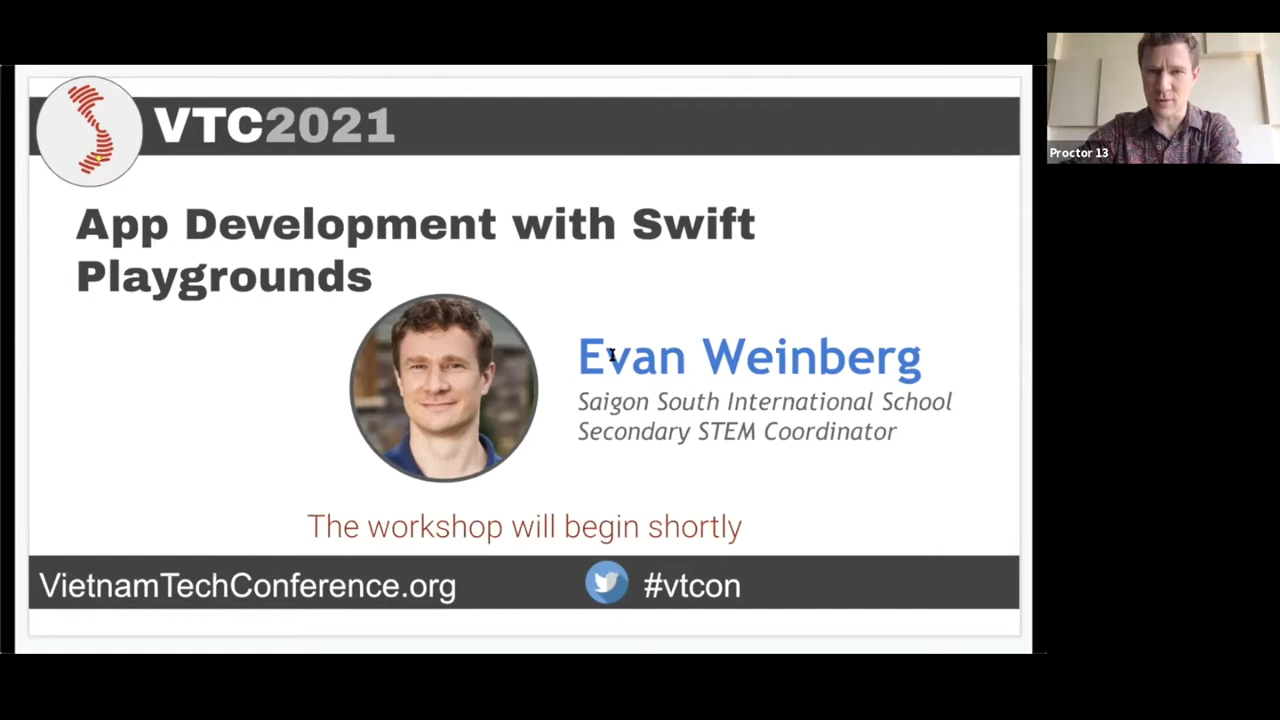 VTC2021
Proctor 13
App Development with Swift
Playgrounds
Evan Weinberg
Saigon South International School
Secondary STEM Coordinator
The workshop will begin shortly
VietnamTechConference.org
#vtcon